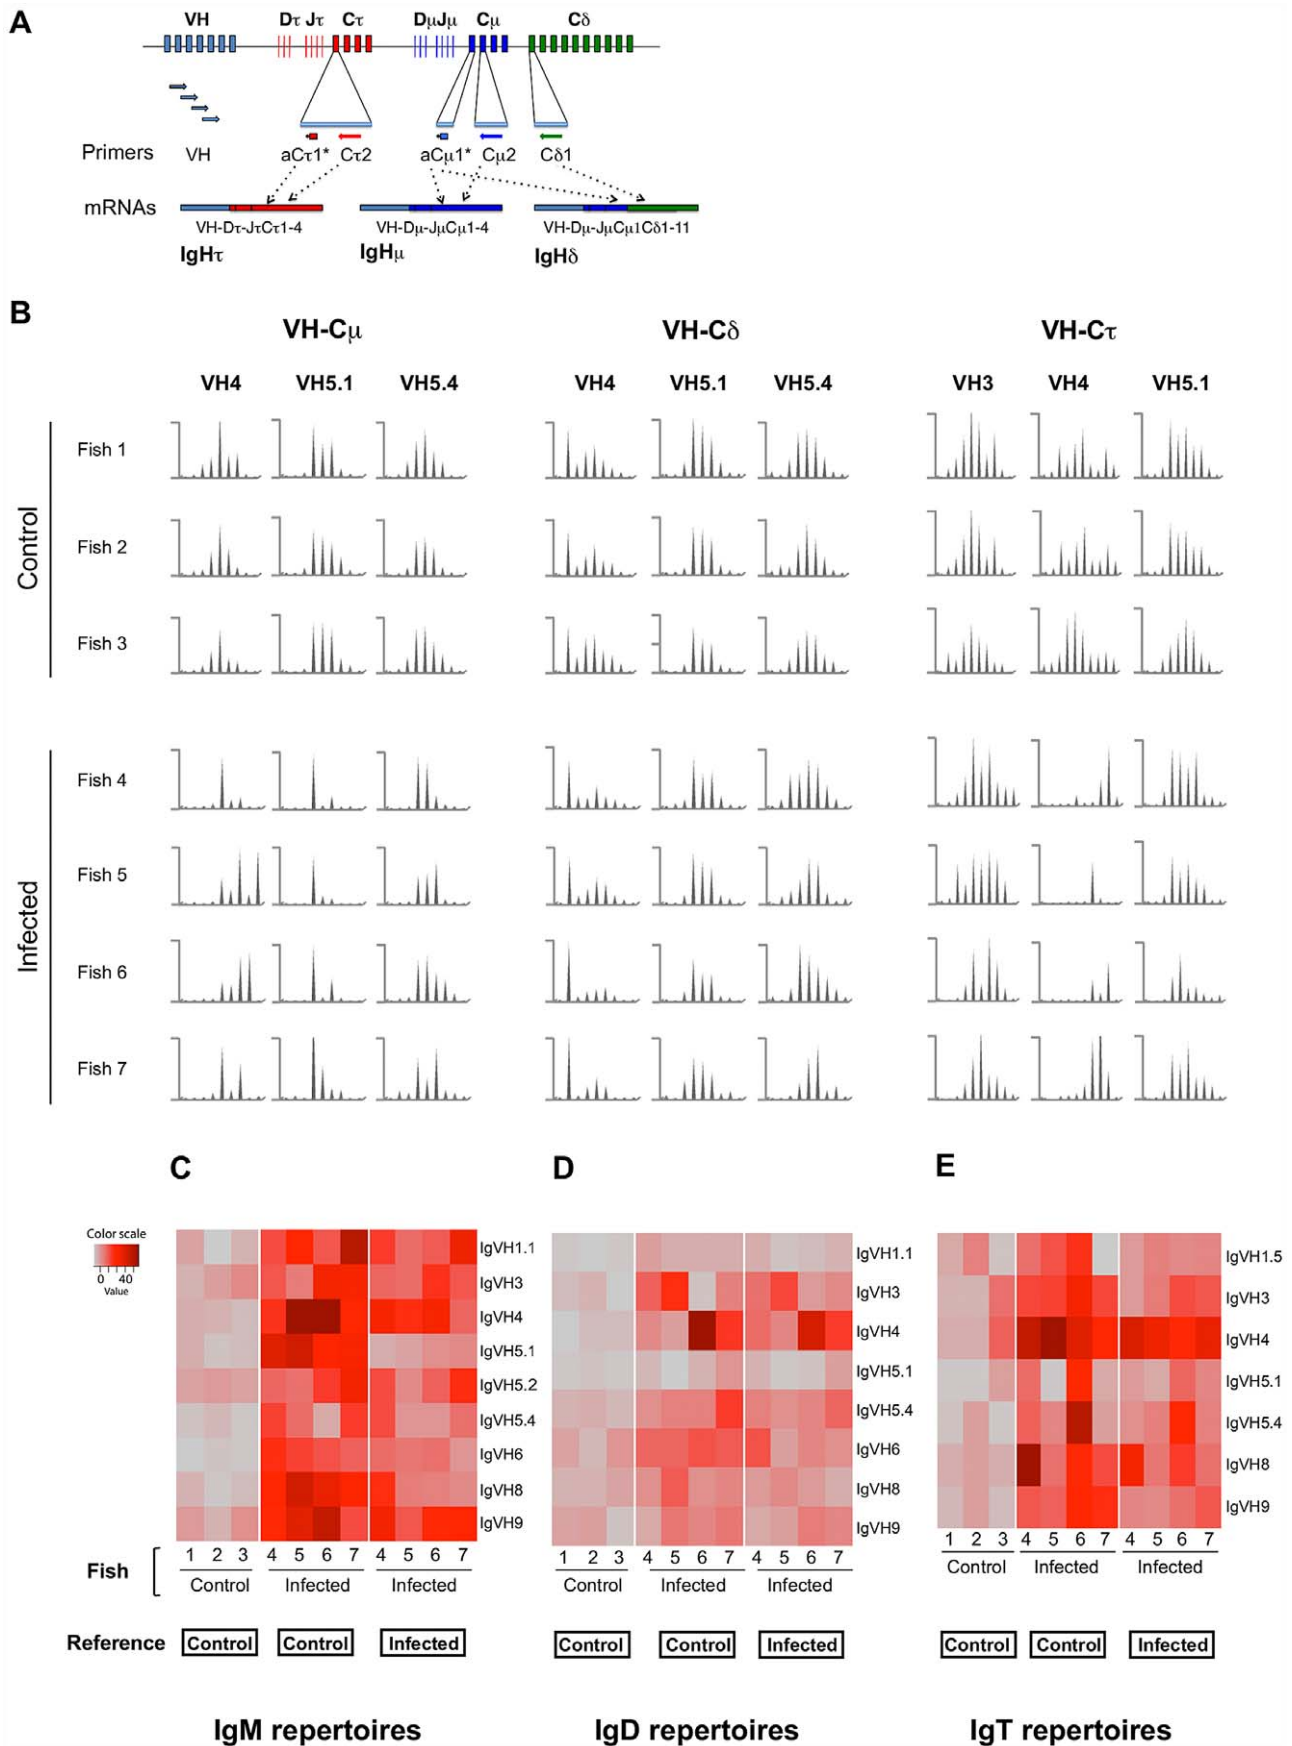 A
VH Dτ Jτ Cτ DμJμ Cμ Cδ
Primers VH aCτ1* Cτ2 aCμ1* Cμ2 Cδ1
mRNAs
VH-Dτ-JτCτ1-4 VH-Dμ-JμCμ1-4 VH-Dμ-JμCμ1Cδ1-11
IgHτ IgHμ IgHδ
B
VH-Cμ VH-Cδ VH-Cτ
VH4 VH5.1 VH5.4 VH4 VH5.1 VH5.4 VH3 VH4 VH5.1
Control
Fish 1
Fish 2
Fish 3
Infected
Fish 4
Fish 5
Fish 6
Fish 7
C D E
Color scale
0 40
Value
IgVH1.1
IgVH3
IgVH4
IgVH5.1
IgVH5.2
IgVH5.4
IgVH6
IgVH8
IgVH9
IgVH1.1
IgVH3
IgVH4
IgVH5.1
IgVH5.4
IgVH6
IgVH8
IgVH9
IgVH1.5
IgVH3
IgVH4
IgVH5.1
IgVH5.4
IgVH8
IgVH9
Fish
1 2 3 4 5 6 7 4 5 6 7
Control Infected Infected
1 2 3 4 5 6 7 4 5 6 7
Control Infected Infected
1 2 3 4 5 6 7 4 5 6 7
Control Infected Infected
Reference Control Control Infected Control Control Infected Control Control Infected
IgM repertoires IgD repertoires IgT repertoires